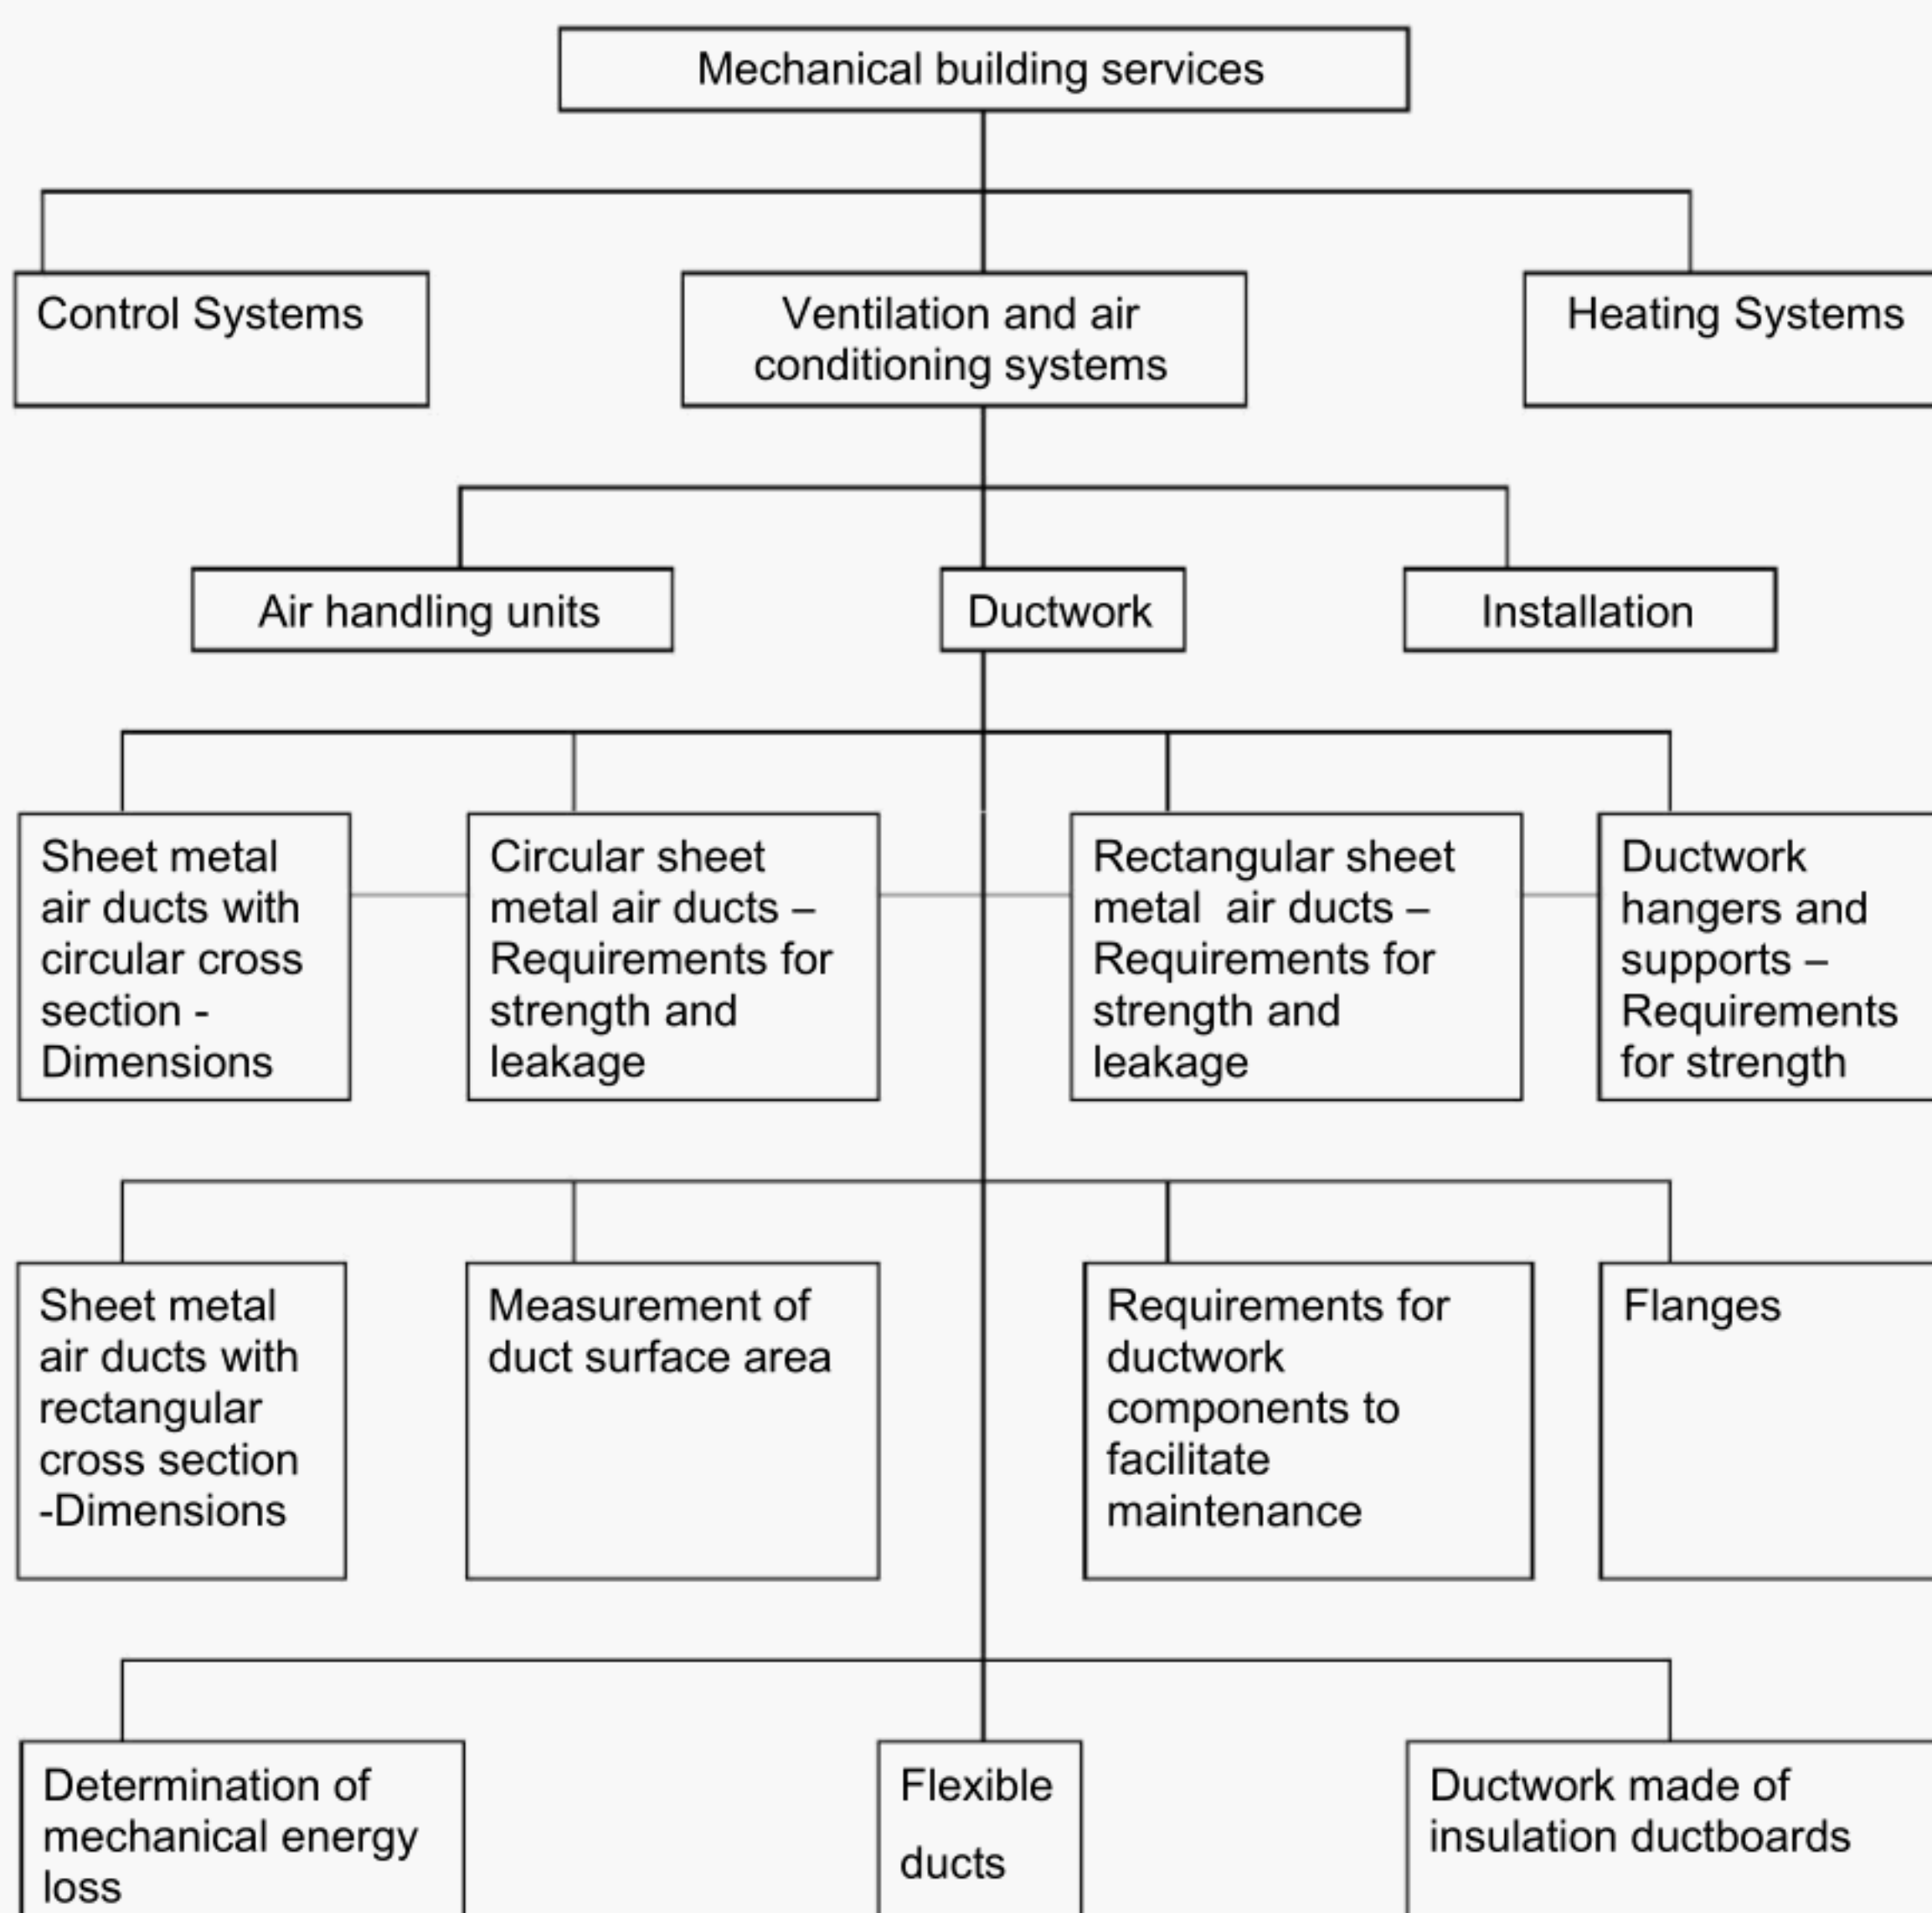 Mechanical building services
Control Systems
Ventilation and air
conditioning systems
Heating Systems
Air handling units
Ductwork
Installation
Sheet metal
air ducts with
circular cross
section -
Dimensions
Circular sheet
metal air ducts –
Requirements for
strength and
leakage
Rectangular sheet
metal  air ducts –
Requirements for
strength and
leakage
Ductwork
hangers and
supports –
Requirements
for strength
Sheet metal
air ducts with
rectangular
cross section
-Dimensions
Measurement of
duct surface area
Requirements for
ductwork
components to
facilitate
maintenance
Flanges
Determination of
mechanical energy
loss
Flexible
ducts
Ductwork made of
insulation ductboards